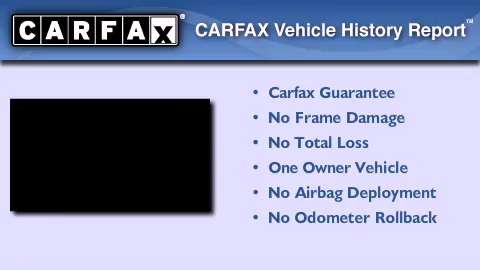 CARFAX® CARFAX Vehicle History Report™
• Carfax Guarantee
• No Frame Damage
• No Total Loss
• One Owner Vehicle
• No Airbag Deployment
• No Odometer Rollback